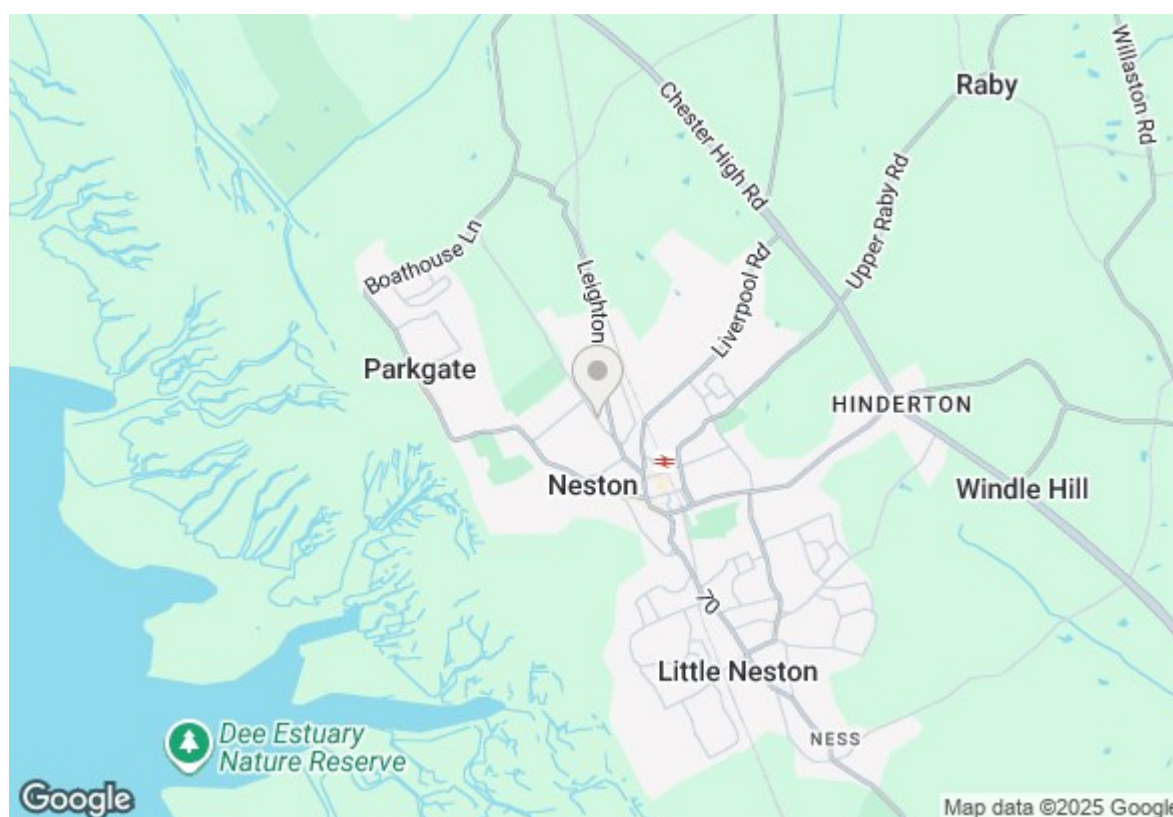 Willaston Rd
Raby
Chester High Rd
Upper Raby Rd
Boathouse Ln
Leighton
Liverpool Rd
Parkgate
HINDERTON
Neston
Windle Hill
70
Little Neston
Dee Estuary
Nature Reserve
NESS
Google
Map data ©2025 Google